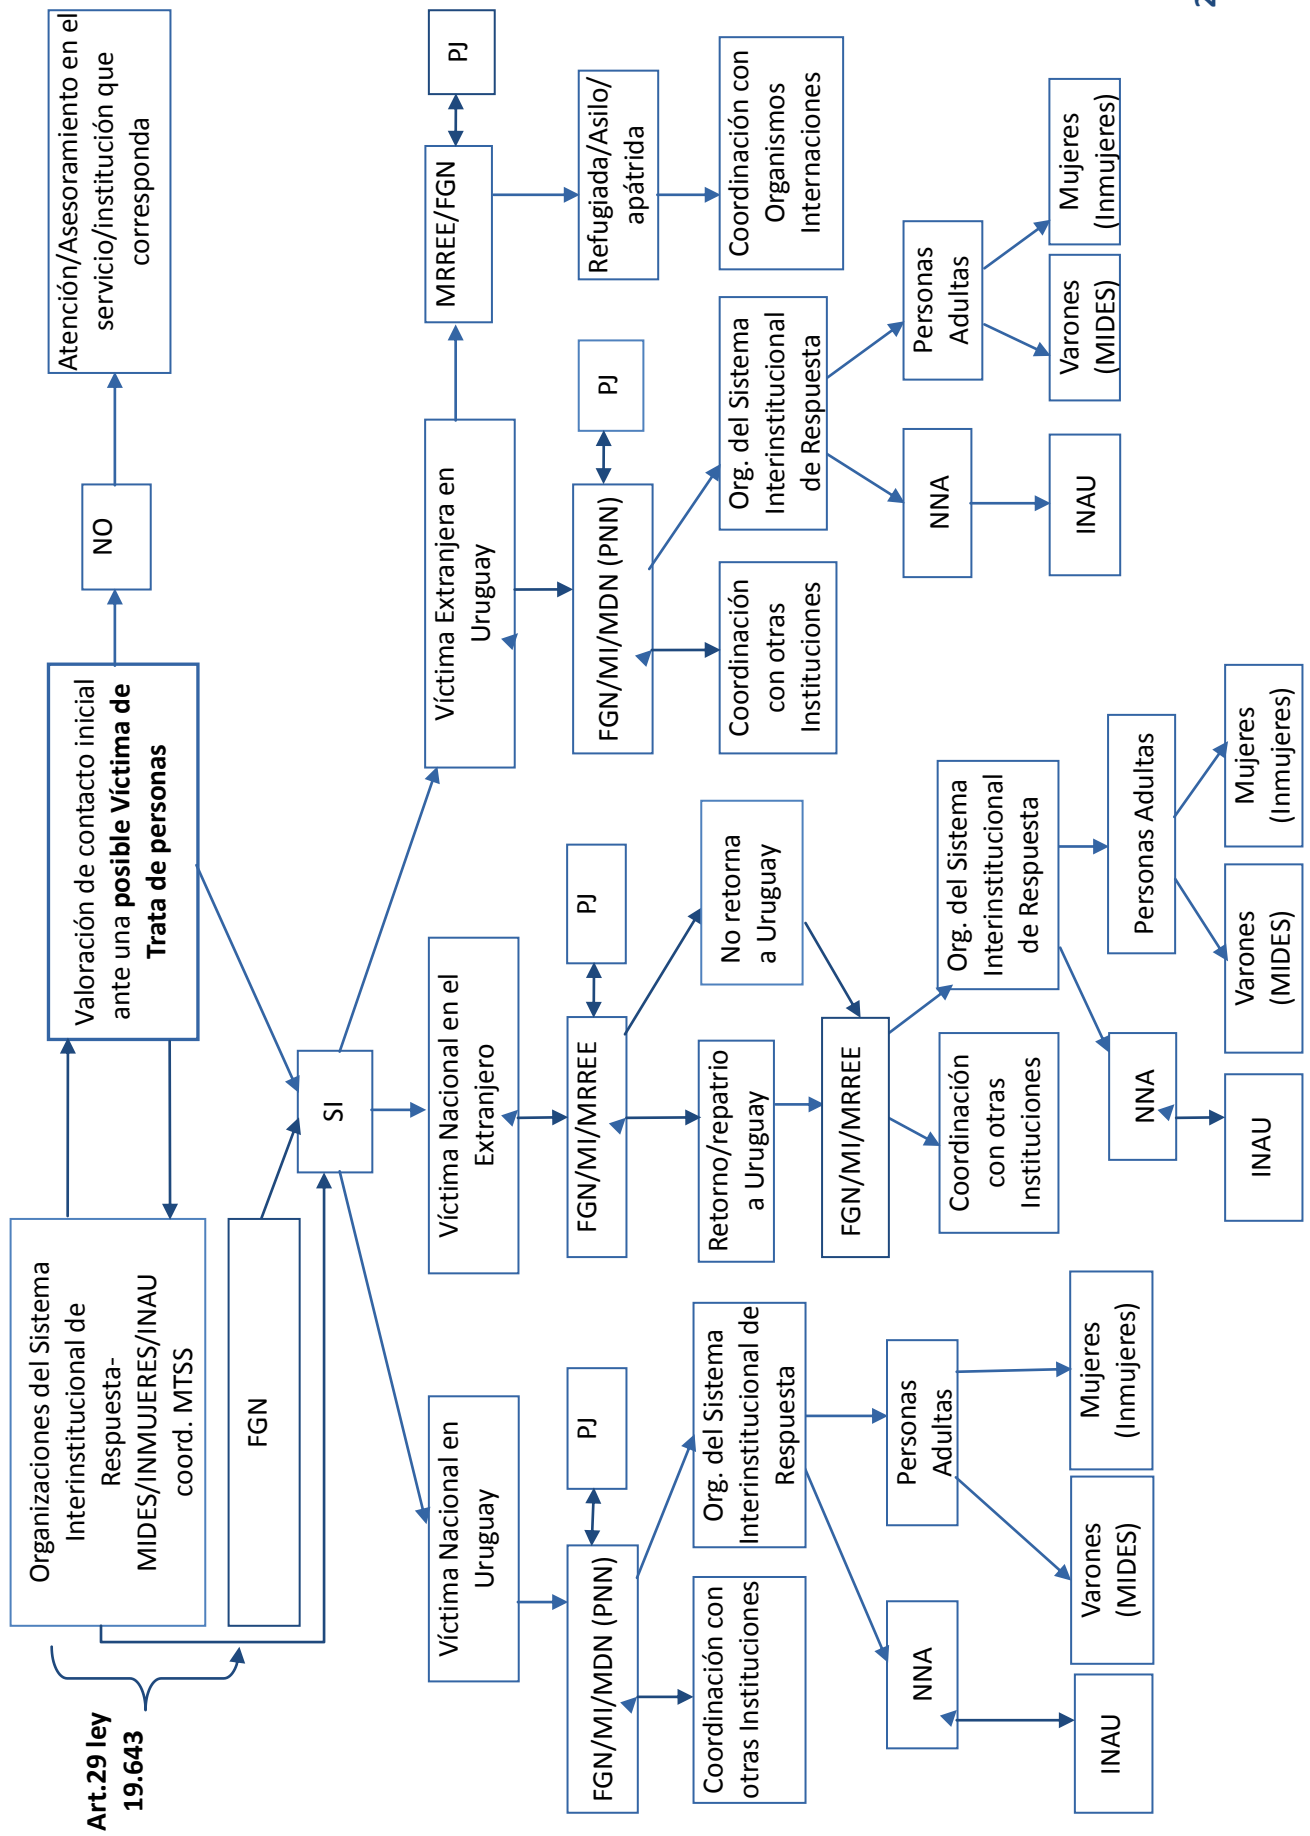 Art.29 ley
19.643
Organizaciones del Sistema
Interinstitucional de
Respuesta-
MIDES/INMUJERES/INAU
coord. MTSS
FGN
Valoración de contacto inicial
ante una posible Víctima de
Trata de personas
NO
Atención/Asesoramiento en el
servicio/institución que
corresponda
SI
Víctima Nacional en
Uruguay
FGN/MI/MDN (PNN)
PJ
Coordinación con
otras Instituciones
Org. del Sistema
Interinstitucional de
Respuesta
NNA
INAU
Personas
Adultas
Varones
(MIDES)
Mujeres
(Inmujeres)
Víctima Nacional en el
Extranjero
FGN/MI/MRREE
PJ
Retorno/repatrio
a Uruguay
No retorna
a Uruguay
FGN/MI/MRREE
Coordinación
con otras
Instituciones
Org. del Sistema
Interinstitucional
de Respuesta
NNA
INAU
Personas Adultas
Varones
(MIDES)
Mujeres
(Inmujeres)
Víctima Extranjera en
Uruguay
FGN/MI/MDN (PNN)
PJ
Coordinación
con otras
Instituciones
Org. del Sistema
Interinstitucional
de Respuesta
NNA
INAU
Personas
Adultas
Varones
(MIDES)
Mujeres
(Inmujeres)
MRREE/FGN
PJ
Refugiada/Asilo/
apátrida
Coordinación con
Organismos
Internaciones
2